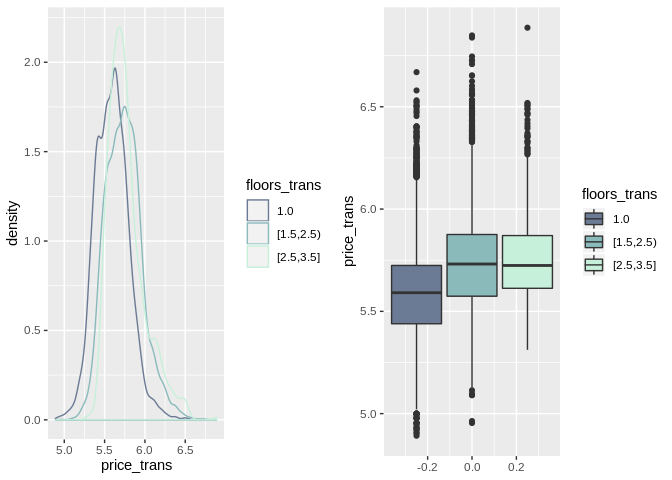 density
2.0
1.5
1.0
0.5
0.0
5.0 5.5 6.0 6.5
price_trans
floors_trans
1.0
[1.5,2.5)
[2.5,3.5]
price_trans
6.5
6.0
5.5
5.0
-0.2 0.0 0.2
floors_trans
1.0
[1.5,2.5)
[2.5,3.5]